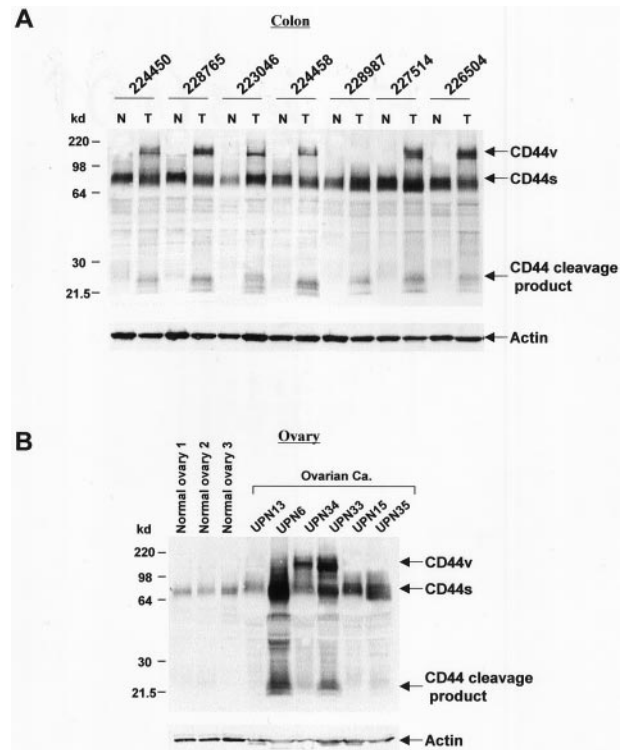 A
Colon
224450 228765 223046 224458 228987 227514 226504
kd N T N T N T N T N T N T N T
220
CD44v
98
CD44s
64
30
CD44 cleavage
product
21.5
Actin
B
Ovary
Normal ovary 1
Normal ovary 2
Normal ovary 3
Ovarian Ca.
UPN13 UPN6 UPN34 UPN33 UPN15 UPN35
kd
220
CD44v
98
CD44s
64
30
CD44 cleavage
product
21.5
Actin